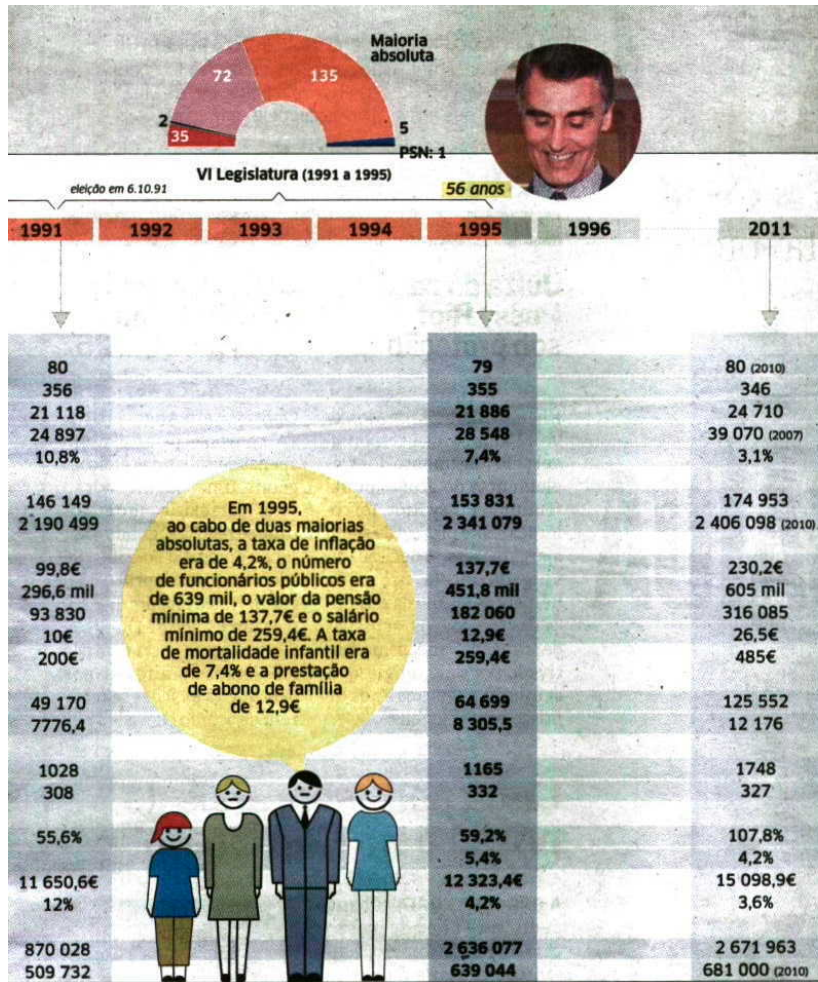 Maioria
absoluta
72 135
2
35
5
PSN: 1
VI Legislatura (1991 a 1995)
eleição em 6.10.91
56 anos
1991 1992 1993 1994 1995 1996 2011
80 79 80 (2010)
356 355 346
21 118 21 886 24 710
24 897 28 548 39 070 (2007)
10,8% 7,4% 3,1%
146 149 153 831 174 953
2 190 499 2 341 079 2 406 098 (2010)
99,8€ 137,7€ 230,2€
296,6 mil 451,8 mil 605 mil
93 830 182 060 316 085
10€ 12,9€ 26,5€
200€ 259,4€ 485€
49 170 64 699 125 552
7776,4 8 305,5 12 176
1028 1165 1748
308 332 327
55,6% 59,2% 107,8%
5,4% 4,2%
11 650,6€ 12 323,4€ 15 098,9€
12% 4,2% 3,6%
870 028 2 636 077 2 671 963
509 732 639 044 681 000 (2010)
Em 1995,
ao cabo de duas maiorias
absolutas, a taxa de inflação
era de 4,2%, o número
de funcionários públicos era
de 639 mil, o valor da pensão
mínima de 137,7€ e o salário
mínimo de 259,4€. A taxa
de mortalidade infantil era
de 7,4% e a prestação
de abono de família
de 12,9€